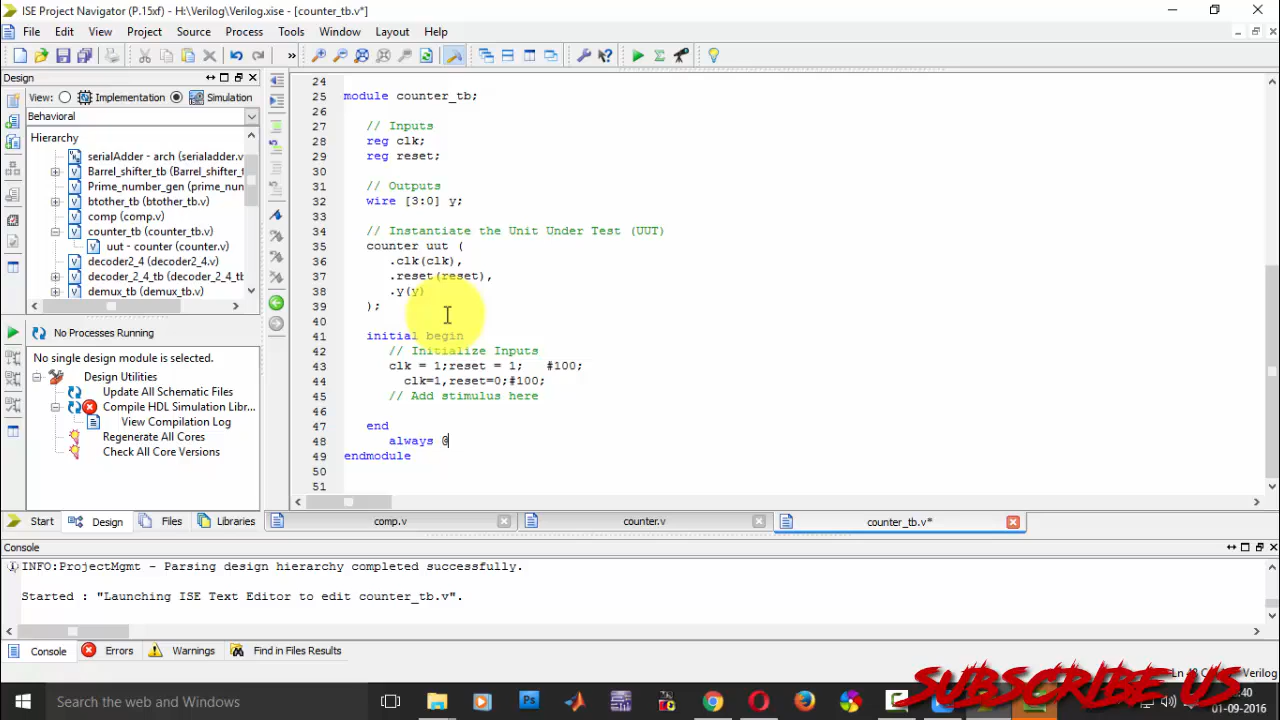 ISE Project Navigator (P.15xf) - H:\Verilog\Verilog.xise - [counter_tb.v*]
File Edit View Project Source Process Tools Window Layout Help
Design
View: Implementation Simulation
Behavioral
Hierarchy
serialAdder - arch (serialadder.v
Barrel_shifter_tb (Barrel_shifter_t
Prime_number_gen (prime_num
btother_tb (btother_tb.v)
comp (comp.v)
counter_tb (counter_tb.v)
uut - counter (counter.v)
decoder2_4 (decoder2_4.v)
decoder_2_4_tb (decoder_2_4_tb
demux_tb (demux_tb.v)
No Processes Running
No single design module is selected.
Design Utilities
Update All Schematic Files
Compile HDL Simulation Libr...
View Compilation Log
Regenerate All Cores
Check All Core Versions
Start Design Files Libraries
24
25 module counter_tb;
26
27 // Inputs
28 reg clk;
29 reg reset;
30
31 // Outputs
32 wire [3:0] y;
33
34 // Instantiate the Unit Under Test (UUT)
35 counter uut (
36 .clk(clk),
37 .reset(reset),
38 .y(y)
39 );
40
41 initial begin
42 // Initialize Inputs
43 clk = 1;reset = 1; #100;
44 clk=1,reset=0;#100;
45 // Add stimulus here
46
47 end
48 always @
49 endmodule
50
51
comp.v counter.v counter_tb.v*
Console
INFO:ProjectMgmt - Parsing design hierarchy completed successfully.
Started : "Launching ISE Text Editor to edit counter_tb.v".
Console Errors Warnings Find in Files Results
SUBSCRIBE US
Search the web and Windows
01-09-2016